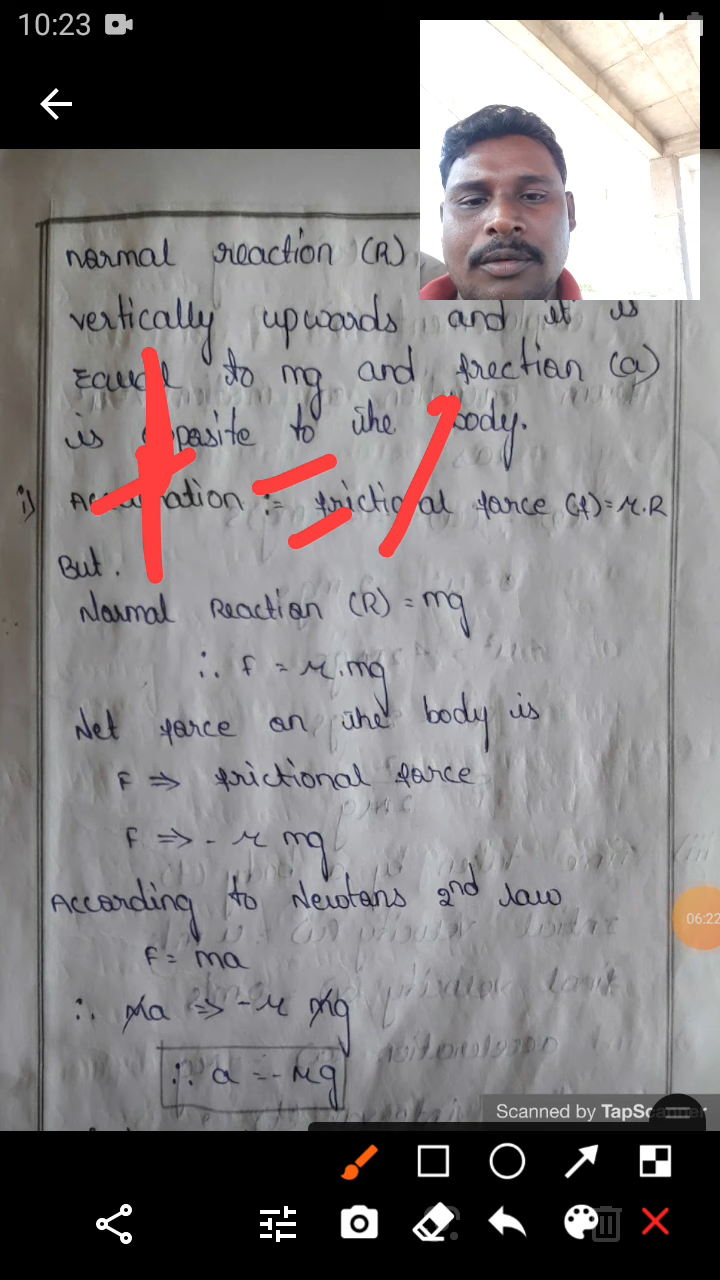 10:23
normal reaction (R)
vertically upwards and it is
Equal to mg and friction (a)
is opposite to the body.
i) Acceleration := frictional force (f)=μ.R
But.
Normal Reaction (R) = mg
∴ F = μ.mg
Net force on the body is
F ⇒ frictional force
F ⇒ - μ mg
According to Newtons 2nd law
F = ma
∴ ma ⇒ -μ mg
∴ a = - μg
06:22
Scanned by TapScanner